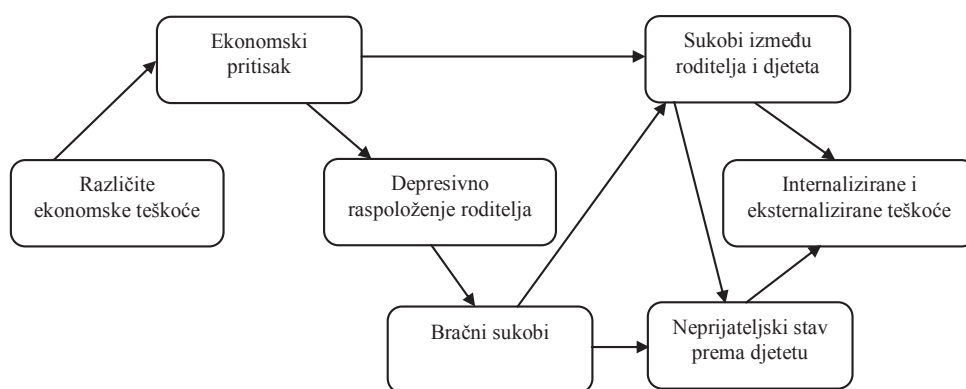 Ekonomski
pritisak
Sukobi između
roditelja i djeteta
Različite
ekonomske teškoće
Depresivno
raspoloženje roditelja
Internalizirane i
eksternalizirane teškoće
Bračni sukobi
Neprijateljski stav
prema djetetu